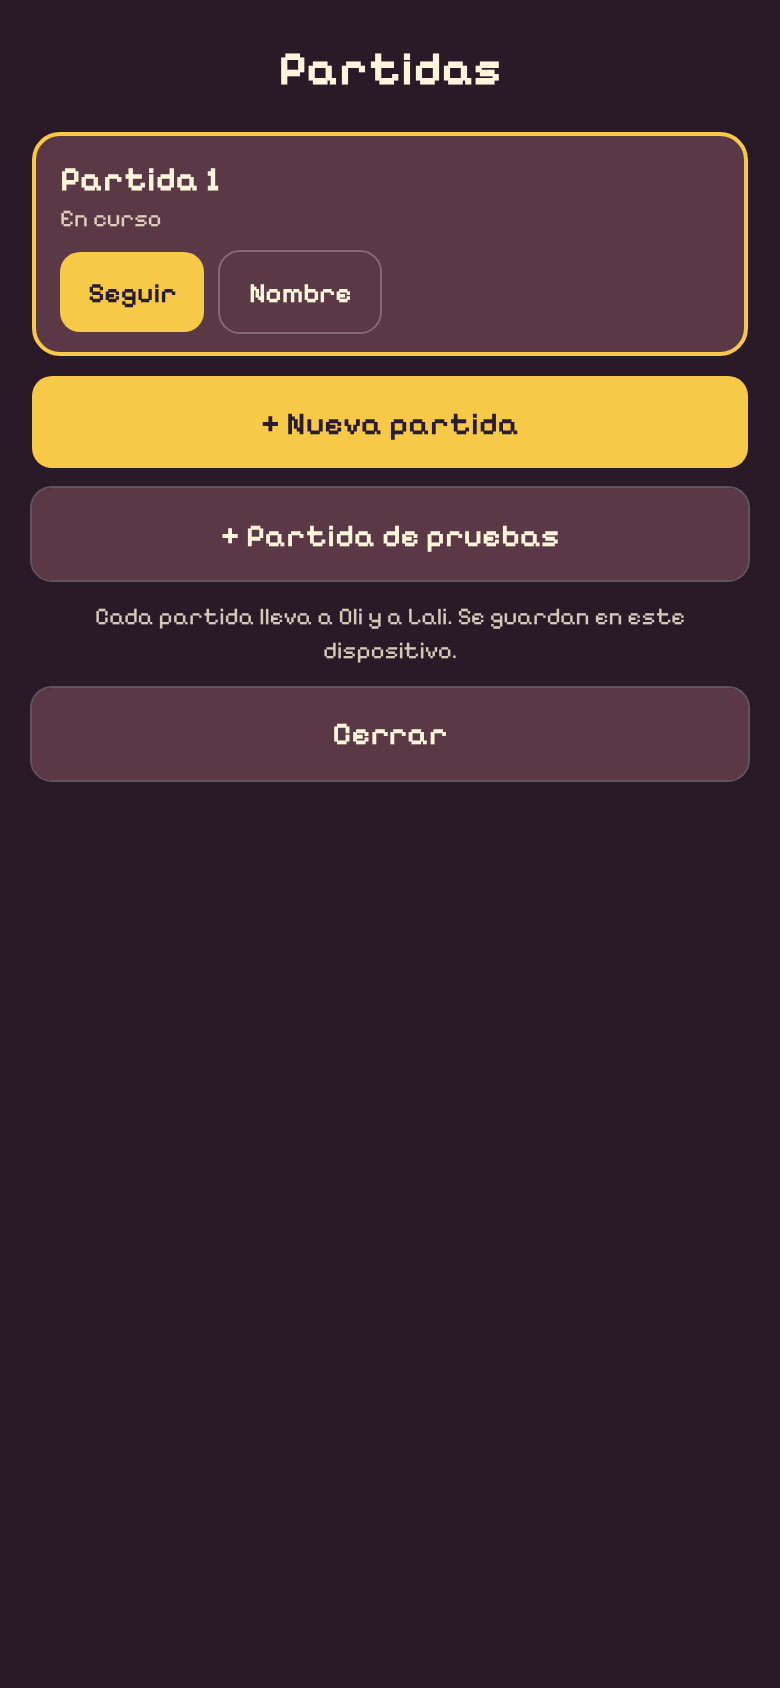 Partidas
Partida 1
En curso
Seguir
Nombre
+ Nueva partida
+ Partida de pruebas
Cada partida lleva a Oli y a Lali. Se guardan en este
dispositivo.
Cerrar